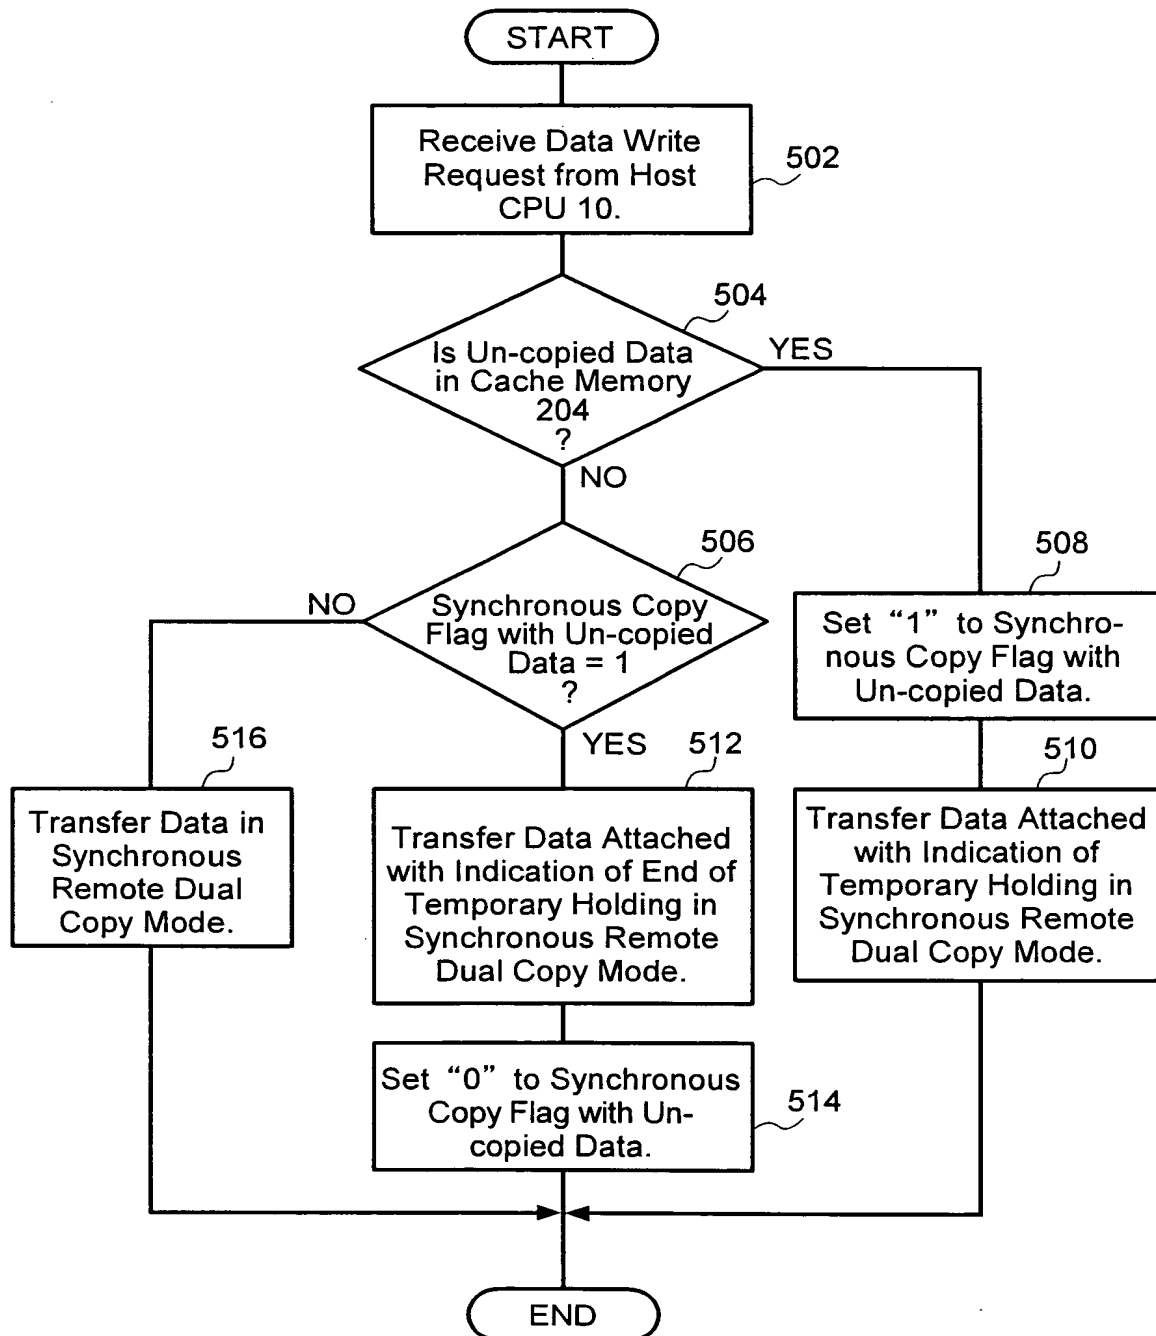 START
Receive Data Write
Request from Host
CPU 10.
502
504
Is Un-copied Data
in Cache Memory
204
?
YES
NO
506
Synchronous Copy
Flag with Un-copied
Data = 1
?
NO
YES
508
Set “1” to Synchro-
nous Copy Flag with
Un-copied Data.
516
Transfer Data in
Synchronous
Remote Dual
Copy Mode.
512
Transfer Data Attached
with Indication of End of
Temporary Holding in
Synchronous Remote
Dual Copy Mode.
510
Transfer Data Attached
with Indication of
Temporary Holding in
Synchronous Remote
Dual Copy Mode.
Set “0” to Synchronous
Copy Flag with Un-
copied Data.
514
END